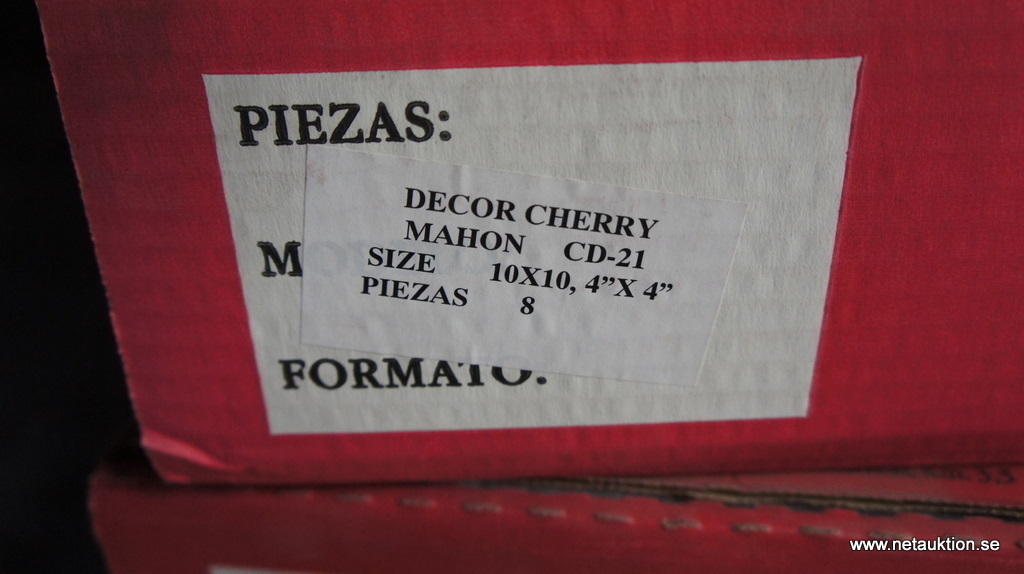 PIEZAS:
DECOR CHERRY
MAHON CD-21
SIZE 10X10, 4”X 4”
PIEZAS 8
M
FORMATO:
www.netauktion.se